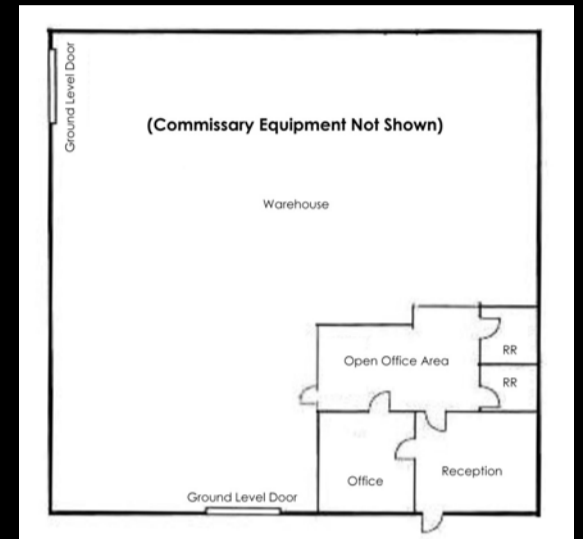 Ground Level Door
(Commissary Equipment Not Shown)
Warehouse
RR
Open Office Area
RR
Reception
Office
Ground Level Door